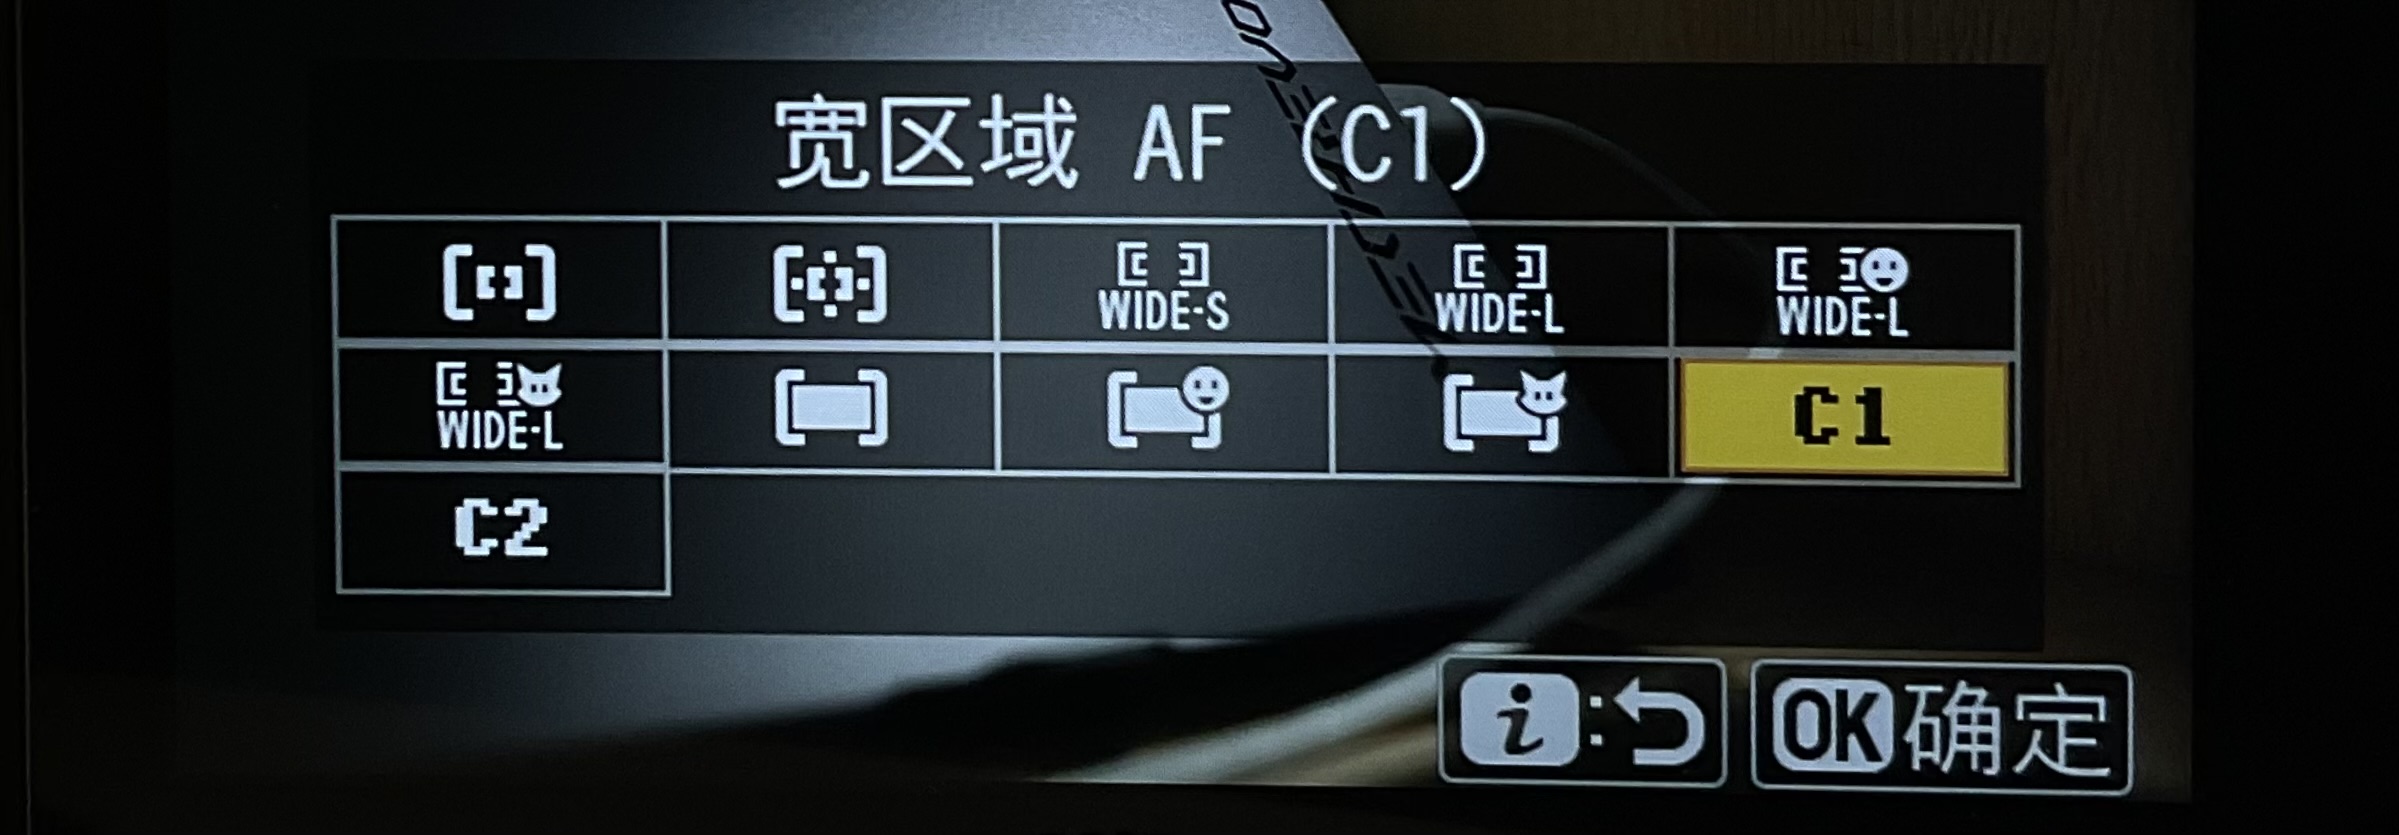 宽区域 AF (C1)
WIDE-S WIDE-L WIDE-L
WIDE-L C1
C2
i: OK确定